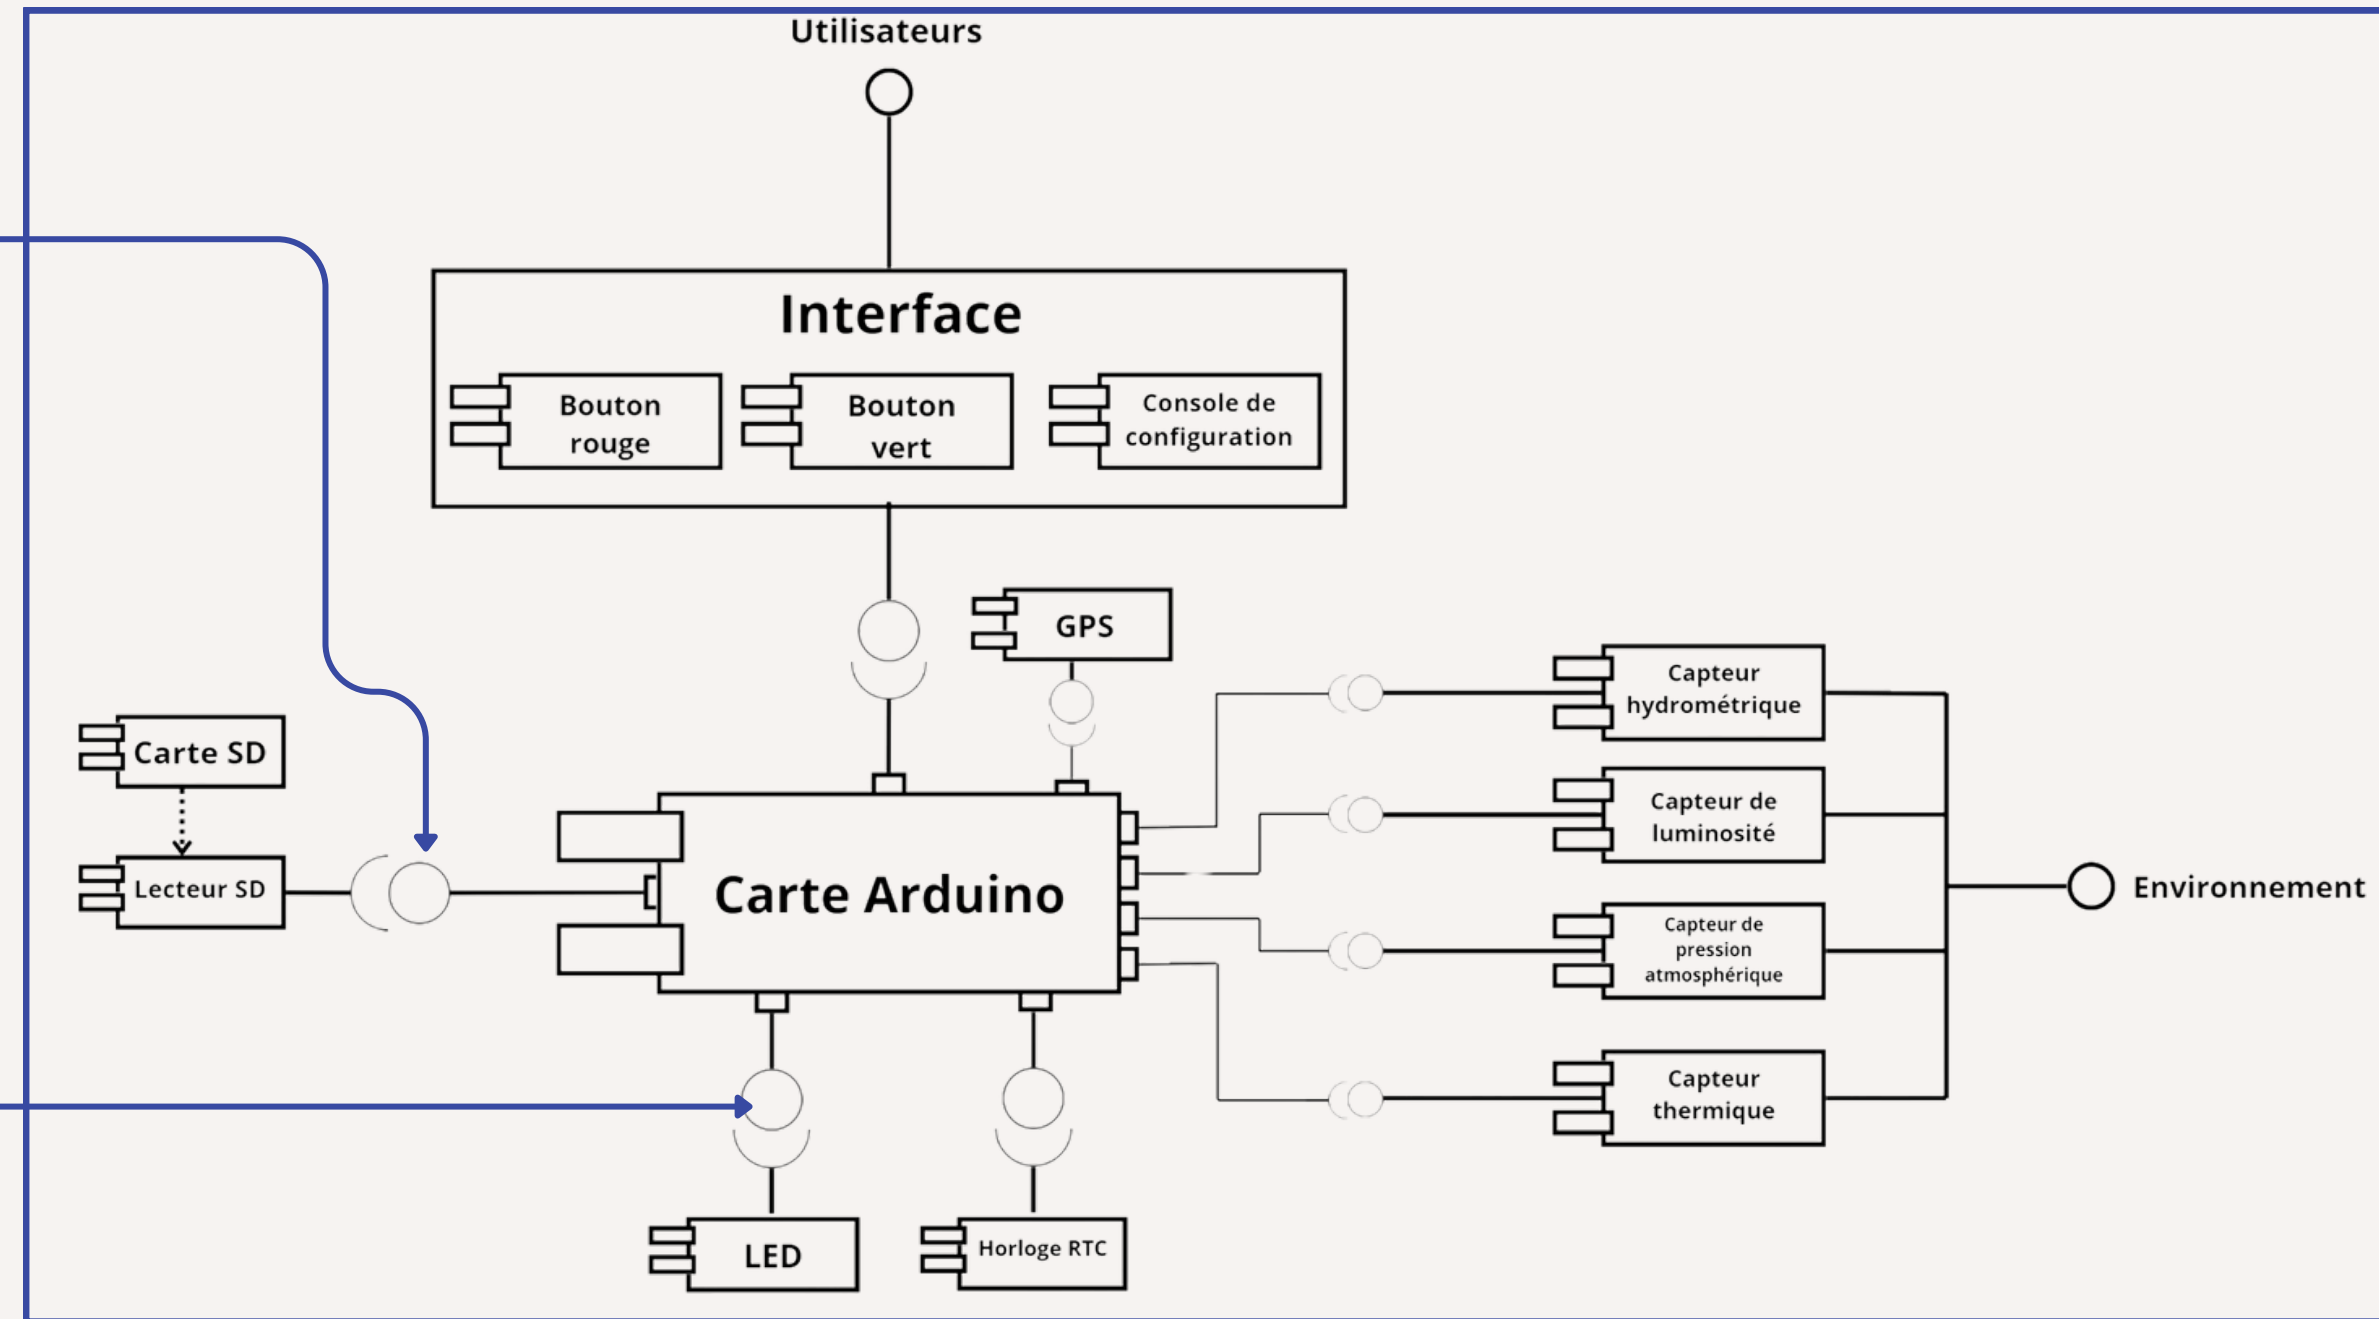 Utilisateurs
Interface
Bouton
rouge
Bouton
vert
Console de
configuration
GPS
Capteur
hydrométrique
Carte SD
Capteur de
luminosité
Lecteur SD
Carte Arduino
Environnement
Capteur de
pression
atmosphérique
Capteur
thermique
LED
Horloge RTC